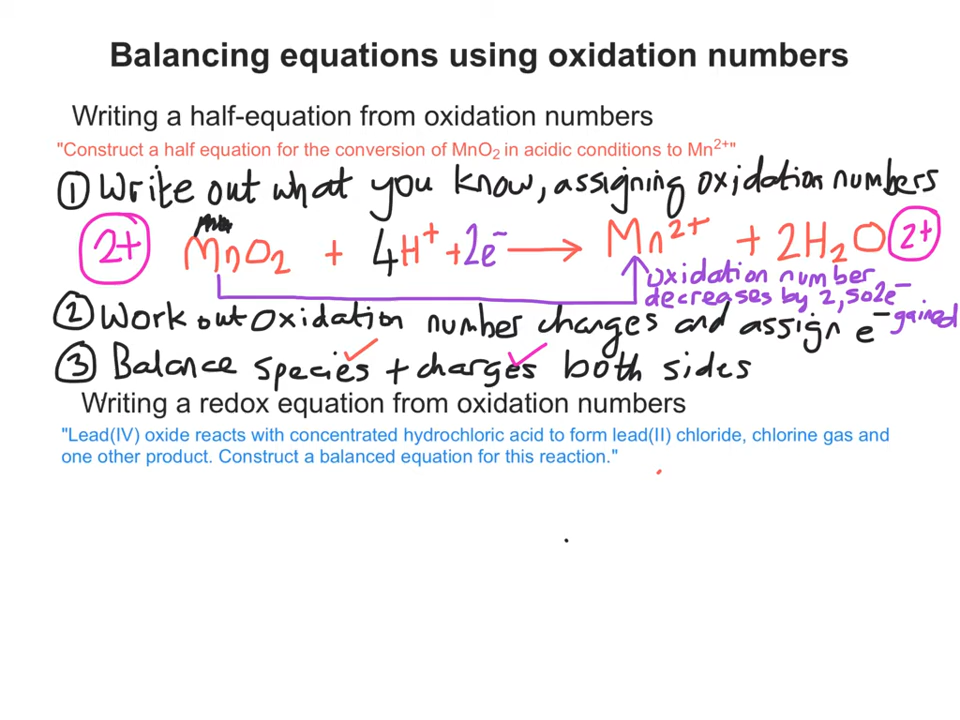 Balancing equations using oxidation numbers
Writing a half-equation from oxidation numbers
"Construct a half equation for the conversion of MnO₂ in acidic conditions to Mn²⁺"
① Write out what you know, assigning oxidation numbers
2+ MnO₂ + 4H⁺ + 2e⁻ → Mn²⁺ + 2H₂O 2+
oxidation number
decreases by 2, so 2e⁻
gained
② Work out oxidation number changes and assign e⁻
③ Balance species + charges both sides
Writing a redox equation from oxidation numbers
"Lead(IV) oxide reacts with concentrated hydrochloric acid to form lead(II) chloride, chlorine gas and
one other product. Construct a balanced equation for this reaction."